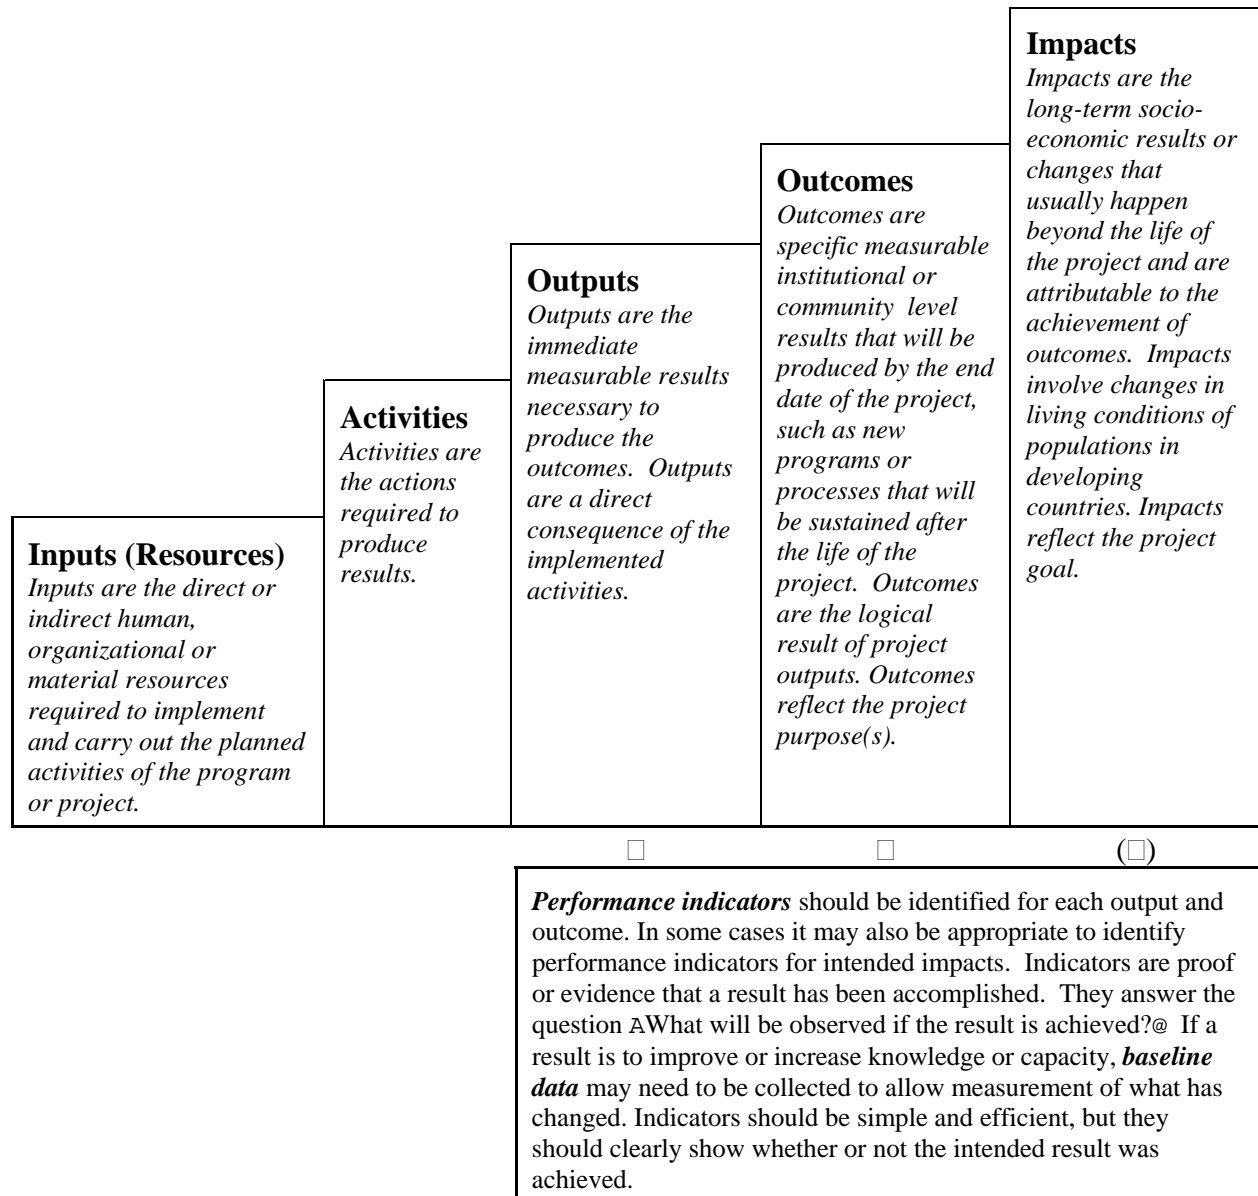 Impacts
Impacts are the
long-term socio-
economic results or
changes that
usually happen
beyond the life of
the project and are
attributable to the
achievement of
outcomes.  Impacts
involve changes in
living conditions of
populations in
developing
countries. Impacts
reflect the project
goal.
Outcomes
Outcomes are
specific measurable
institutional or
community  level
results that will be
produced by the end
date of the project,
such as new
programs or
processes that will
be sustained after
the life of the
project.  Outcomes
are the logical
result of project
outputs. Outcomes
reflect the project
purpose(s).
Outputs
Outputs are the
immediate
measurable results
necessary to
produce the
outcomes.  Outputs
are a direct
consequence of the
implemented
activities.
Activities
Activities are
the actions
required to
produce
results.
Inputs (Resources)
Inputs are the direct or
indirect human,
organizational or
material resources
required to implement
and carry out the planned
activities of the program
or project.
□ □ (□)
Performance indicators should be identified for each output and
outcome. In some cases it may also be appropriate to identify
performance indicators for intended impacts.  Indicators are proof
or evidence that a result has been accomplished.  They answer the
question AWhat will be observed if the result is achieved?@  If a
result is to improve or increase knowledge or capacity, baseline
data may need to be collected to allow measurement of what has
changed. Indicators should be simple and efficient, but they
should clearly show whether or not the intended result was
achieved.